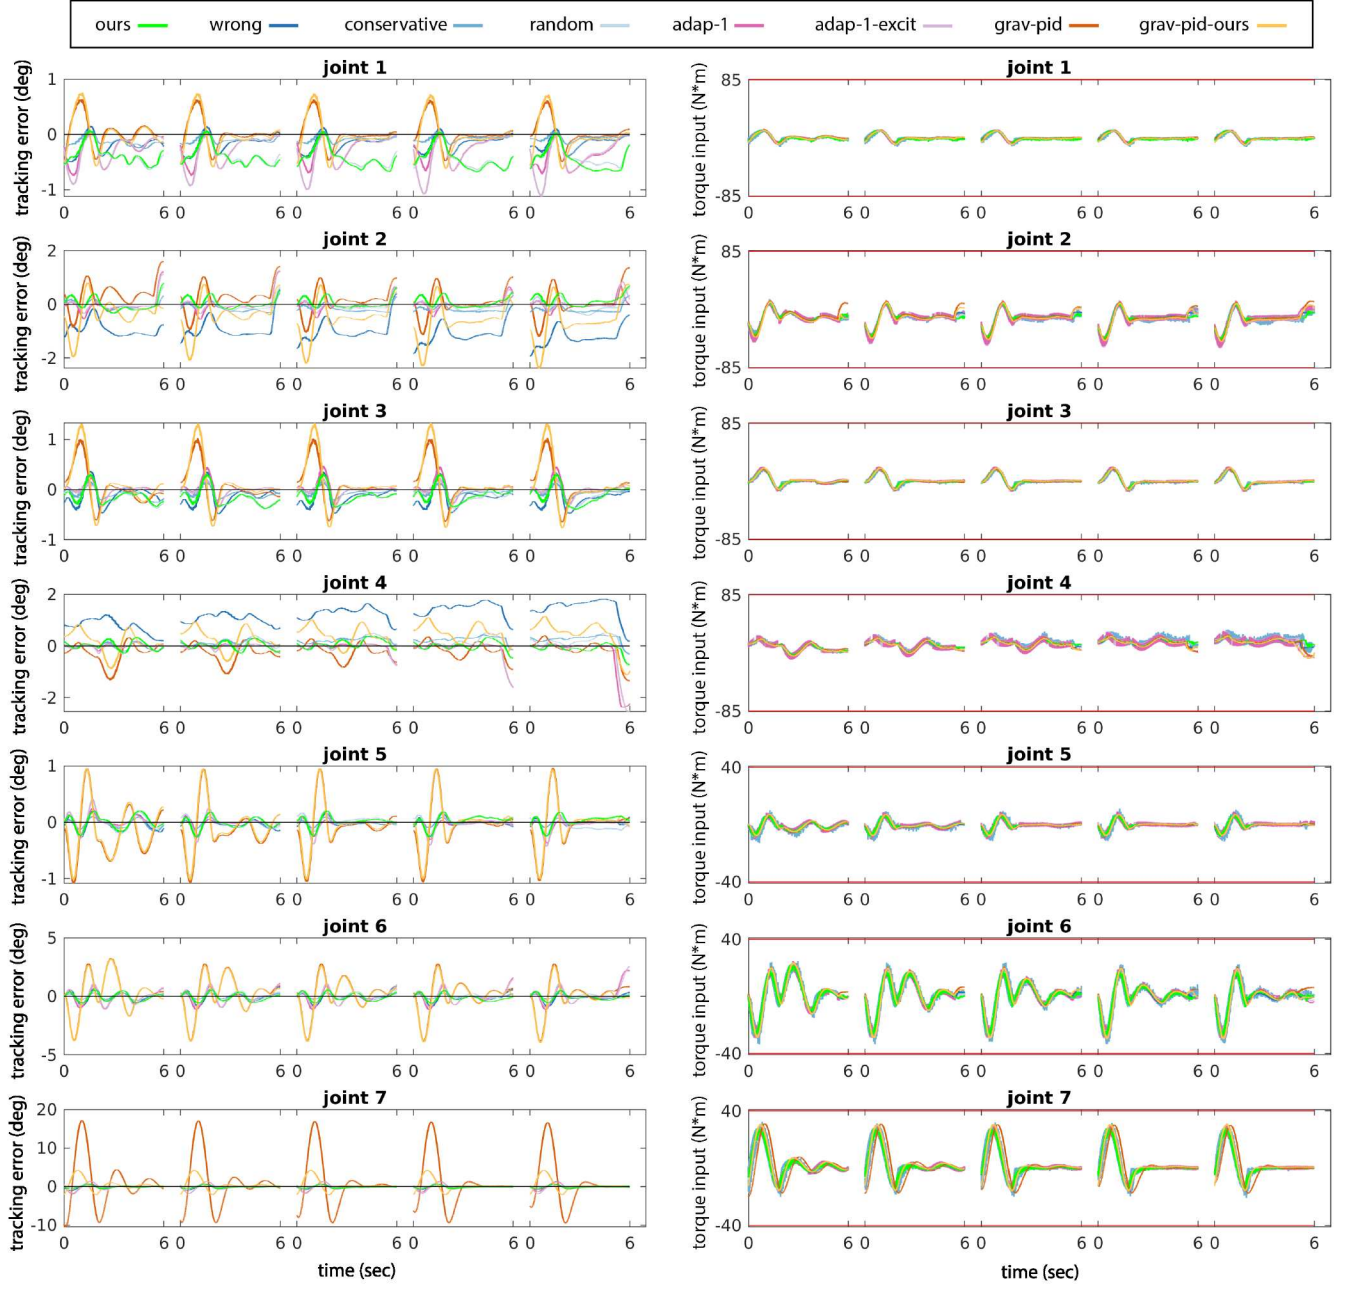 ours wrong conservative random adap-1 adap-1-excit grav-pid grav-pid-ours
joint 1
tracking error (deg)
1
0
-1
0 6 0 6 0 6 0 6 0 6
joint 1
torque input (N*m)
85
-85
0 6 0 6 0 6 0 6 0 6
joint 2
tracking error (deg)
2
0
-2
0 6 0 6 0 6 0 6 0 6
joint 2
torque input (N*m)
85
-85
0 6 0 6 0 6 0 6 0 6
joint 3
tracking error (deg)
1
0
-1
0 6 0 6 0 6 0 6 0 6
joint 3
torque input (N*m)
85
-85
0 6 0 6 0 6 0 6 0 6
joint 4
tracking error (deg)
2
0
-2
0 6 0 6 0 6 0 6 0 6
joint 4
torque input (N*m)
85
-85
0 6 0 6 0 6 0 6 0 6
joint 5
tracking error (deg)
1
0
-1
0 6 0 6 0 6 0 6 0 6
joint 5
torque input (N*m)
40
-40
0 6 0 6 0 6 0 6 0 6
joint 6
tracking error (deg)
5
0
-5
0 6 0 6 0 6 0 6 0 6
joint 6
torque input (N*m)
40
-40
0 6 0 6 0 6 0 6 0 6
joint 7
tracking error (deg)
20
10
0
-10
0 6 0 6 0 6 0 6 0 6
time (sec)
joint 7
torque input (N*m)
40
-40
0 6 0 6 0 6 0 6 0 6
time (sec)